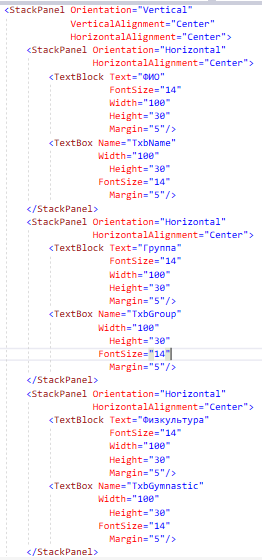 <StackPanel Orientation="Vertical"
VerticalAlignment="Center"
HorizontalAlignment="Center">
<StackPanel Orientation="Horizontal"
HorizontalAlignment="Center">
<TextBlock Text="ФИО"
FontSize="14"
Width="100"
Height="30"
Margin="5"/>
<TextBox Name="TxbName"
Width="100"
Height="30"
FontSize="14"
Margin="5"/>
</StackPanel>
<StackPanel Orientation="Horizontal"
HorizontalAlignment="Center">
<TextBlock Text="Группа"
FontSize="14"
Width="100"
Height="30"
Margin="5"/>
<TextBox Name="TxbGroup"
Width="100"
Height="30"
FontSize="14"
Margin="5"/>
</StackPanel>
<StackPanel Orientation="Horizontal"
HorizontalAlignment="Center">
<TextBlock Text="Физкультура"
FontSize="14"
Width="100"
Height="30"
Margin="5"/>
<TextBox Name="TxbGymnastic"
Width="100"
Height="30"
FontSize="14"
Margin="5"/>
</StackPanel>